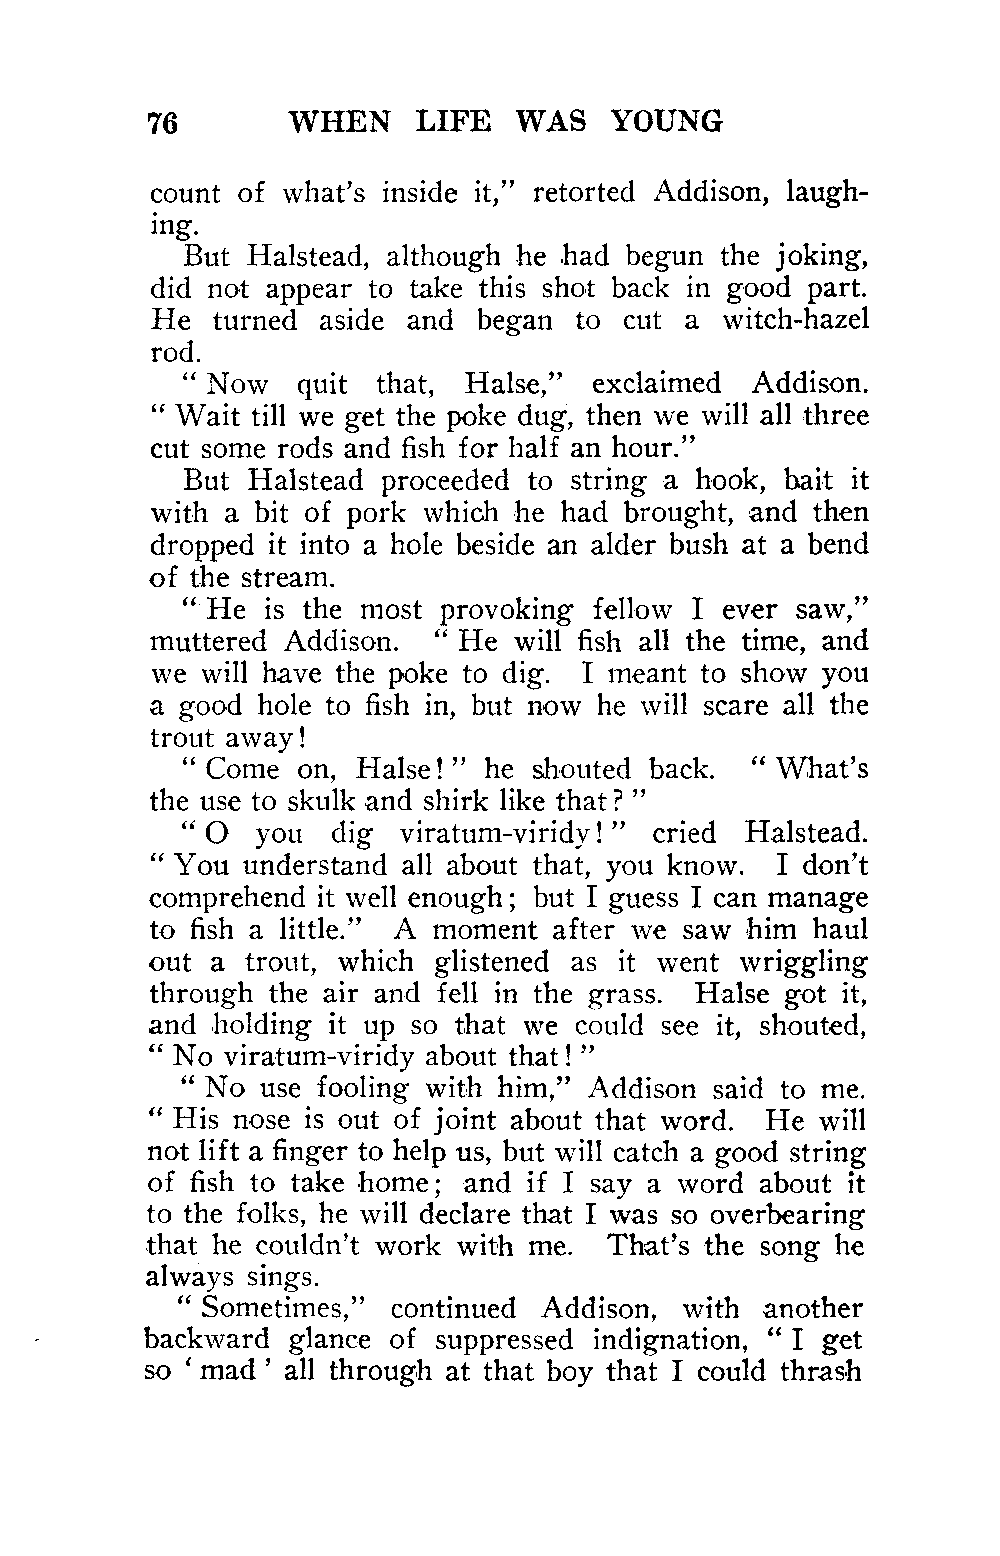 76 WHEN LIFE WAS YOUNG
count of what's inside it," retorted Addison, laugh-
ing.
But Halstead, although he had begun the joking,
did not appear to take this shot back in good part.
He turned aside and began to cut a witch-hazel
rod.
" Now quit that, Halse," exclaimed Addison.
" Wait till we get the poke dug, then we will all three
cut some rods and fish for half an hour."
But Halstead proceeded to string a hook, bait it
with a bit of pork which he had brought, and then
dropped it into a hole beside an alder bush at a bend
of the stream.
" He is the most provoking fellow I ever saw,"
muttered Addison. " He will fish all the time, and
we will have the poke to dig. I meant to show you
a good hole to fish in, but now he will scare all the
trout away!
" Come on, Halse! " he shouted back. " What's
the use to skulk and shirk like that? "
" O you dig viratum-viridy! " cried Halstead.
" You understand all about that, you know. I don't
comprehend it well enough; but I guess I can manage
to fish a little." A moment after we saw him haul
out a trout, which glistened as it went wriggling
through the air and fell in the grass. Halse got it,
and holding it up so that we could see it, shouted,
" No viratum-viridy about that! "
" No use fooling with him," Addison said to me.
" His nose is out of joint about that word. He will
not lift a finger to help us, but will catch a good string
of fish to take home; and if I say a word about it
to the folks, he will declare that I was so overbearing
that he couldn't work with me. That's the song he
always sings.
" Sometimes," continued Addison, with another
backward glance of suppressed indignation, " I get
so ' mad ' all through at that boy that I could thrash